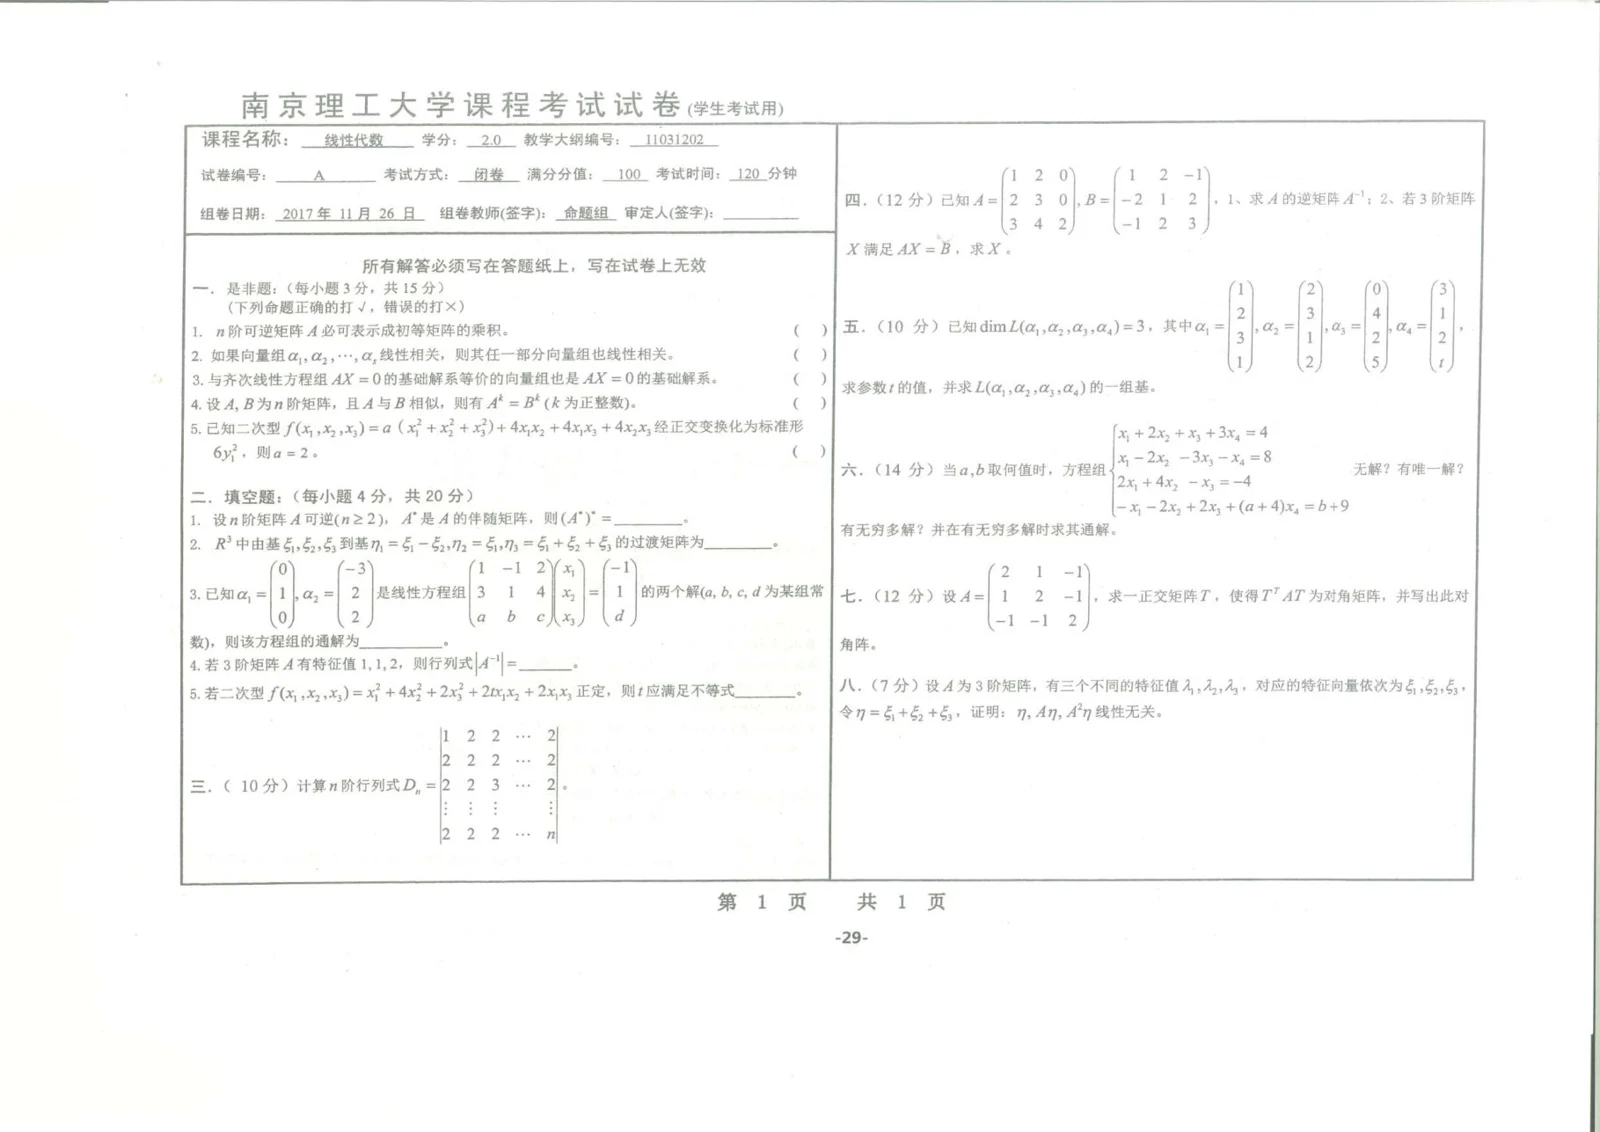 南京理工大学课程考试试卷(学生考试用)
课程名称： 线性代数 学分： 2.0 教学大纲编号： 11031202
试卷编号： A 考试方式： 闭卷 满分分值： 100 考试时间： 120 分钟
组卷日期： 2017 年 11 月 26 日 组卷教师(签字)： 命题组 审定人(签字)：________
所有解答必须写在答题纸上，写在试卷上无效
一．是非题：（每小题 3 分，共 15 分）
（下列命题正确的打√，错误的打×）
1. n 阶可逆矩阵 A 必可表示成初等矩阵的乘积。 （ ）
2. 如果向量组 α₁,α₂,⋯,αₛ 线性相关，则其任一部分向量组也线性相关。 （ ）
3. 与齐次线性方程组 AX = 0 的基础解系等价的向量组也是 AX = 0 的基础解系。 （ ）
4. 设 A, B 为 n 阶矩阵，且 A 与 B 相似，则有 Aᵏ = Bᵏ (k 为正整数)。 （ ）
5. 已知二次型 f(x₁,x₂,x₃) = a（x₁²+x₂²+x₃²)+4x₁x₂+4x₁x₃+4x₂x₃ 经正交变换化为标准形
6y₁²，则 a = 2 。 （ ）
二．填空题：（每小题 4 分，共 20 分）
1. 设 n 阶矩阵 A 可逆(n ≥ 2)，A* 是 A 的伴随矩阵，则 (A*)* = ________。
2. R³ 中由基 ξ₁,ξ₂,ξ₃ 到基 η₁ = ξ₁ − ξ₂, η₂ = ξ₁, η₃ = ξ₁ + ξ₂ + ξ₃ 的过渡矩阵为________。
3. 已知 α₁ = (0 1 0), α₂ = (−3 2 2) 是线性方程组 (1 −1 2; 3 1 4; a b c)(x₁ x₂ x₃) = (−1 1 d) 的两个解(a, b, c, d 为某组常
数)，则该方程组的通解为________。
4. 若 3 阶矩阵 A 有特征值 1, 1, 2，则行列式 |A⁻¹| = ______。
5. 若二次型 f(x₁,x₂,x₃) = x₁²+4x₂²+2x₃²+2tx₁x₂+2x₁x₃ 正定，则 t 应满足不等式________。
三．（ 10 分）计算 n 阶行列式 Dₙ = |1 2 2 ⋯ 2; 2 2 2 ⋯ 2; 2 2 3 ⋯ 2; ⋮ ⋮ ⋮ ⋮; 2 2 2 ⋯ n| 。
四．（12 分）已知 A = (1 2 0; 2 3 0; 3 4 2), B = (1 2 −1; −2 1 2; −1 2 3)，1、求 A 的逆矩阵 A⁻¹；2、若 3 阶矩阵
X 满足 AX = B，求 X 。
五．（10 分）已知 dim L(α₁,α₂,α₃,α₄) = 3，其中 α₁ = (1 2 3 1), α₂ = (2 3 1 2), α₃ = (0 4 2 5), α₄ = (3 1 2 t)，
求参数 t 的值，并求 L(α₁,α₂,α₃,α₄) 的一组基。
六．（14 分）当 a,b 取何值时，方程组 { x₁ + 2x₂ + x₃ + 3x₄ = 4
x₁ − 2x₂ − 3x₃ − x₄ = 8
2x₁ + 4x₂ − x₃ = −4
− x₁ − 2x₂ + 2x₃ + (a + 4)x₄ = b + 9 无解？有唯一解？
有无穷多解？并在有无穷多解时求其通解。
七．（12 分）设 A = (2 1 −1; 1 2 −1; −1 −1 2)，求一正交矩阵 T，使得 TᵀAT 为对角矩阵，并写出此对
角阵。
八．（7 分）设 A 为 3 阶矩阵，有三个不同的特征值 λ₁,λ₂,λ₃，对应的特征向量依次为 ξ₁,ξ₂,ξ₃，
令 η = ξ₁ + ξ₂ + ξ₃，证明：η, Aη, A²η 线性无关。
第 1 页 共 1 页
-29-